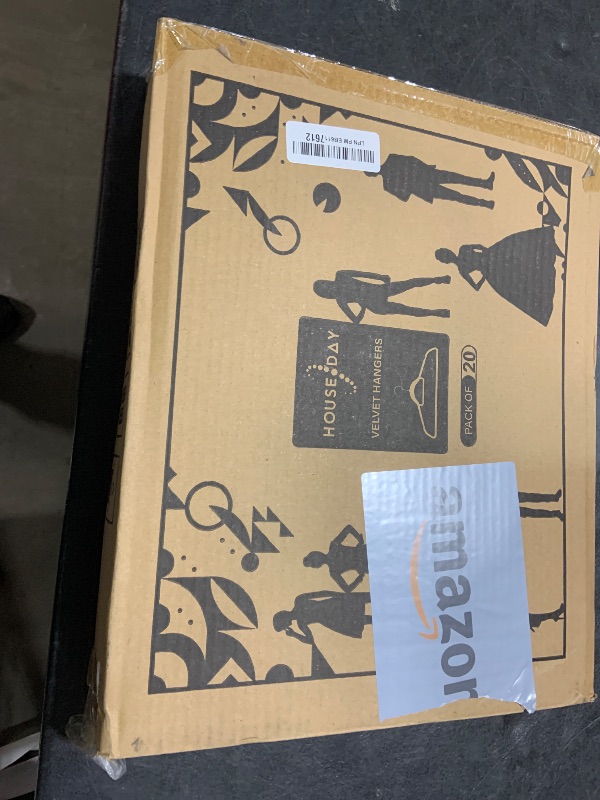 HOUSE DAY
VELVET HANGERS
PACK OF 20
amazon